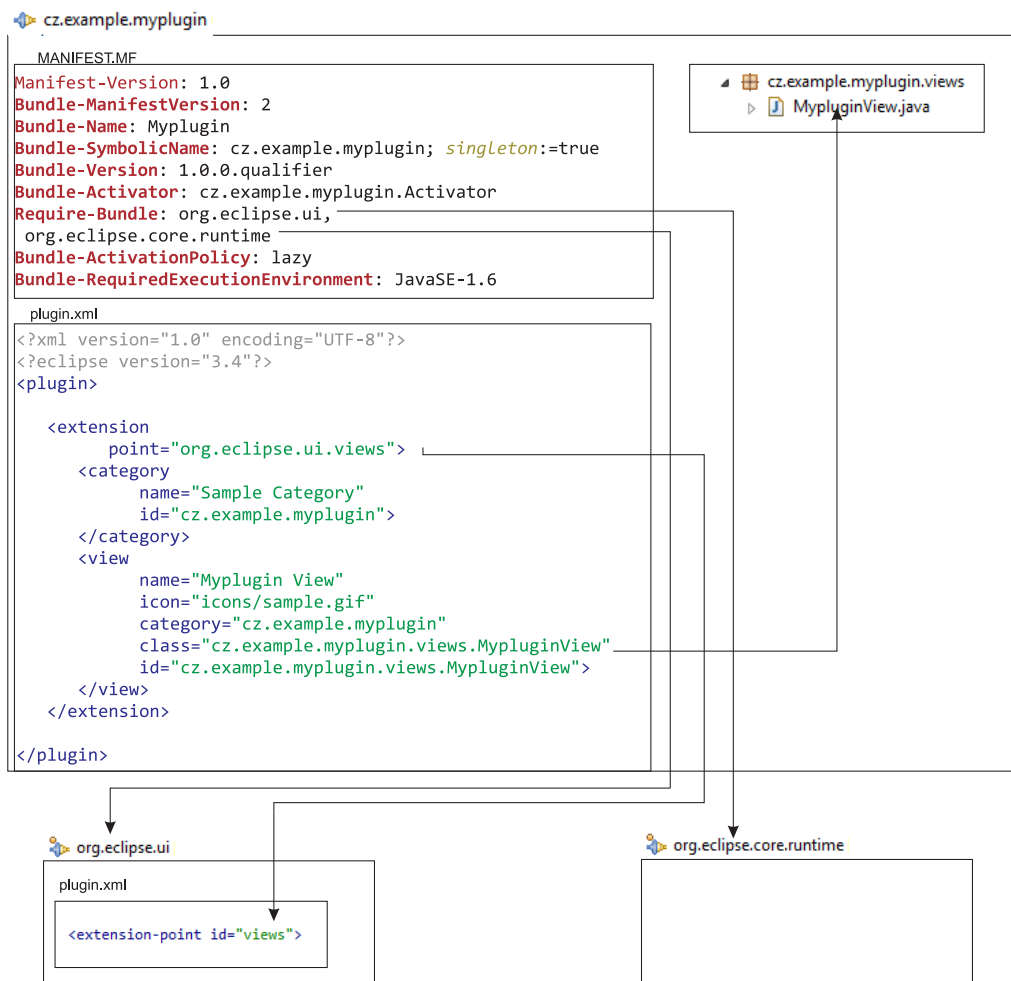 cz.example.myplugin
MANIFEST.MF
Manifest-Version: 1.0
Bundle-ManifestVersion: 2
Bundle-Name: Myplugin
Bundle-SymbolicName: cz.example.myplugin; singleton:=true
Bundle-Version: 1.0.0.qualifier
Bundle-Activator: cz.example.myplugin.Activator
Require-Bundle: org.eclipse.ui,
org.eclipse.core.runtime
Bundle-ActivationPolicy: lazy
Bundle-RequiredExecutionEnvironment: JavaSE-1.6
cz.example.myplugin.views
MypluginView.java
plugin.xml
<?xml version="1.0" encoding="UTF-8"?>
<?eclipse version="3.4"?>
<plugin>
<extension
point="org.eclipse.ui.views">
<category
name="Sample Category"
id="cz.example.myplugin">
</category>
<view
name="Myplugin View"
icon="icons/sample.gif"
category="cz.example.myplugin"
class="cz.example.myplugin.views.MypluginView"
id="cz.example.myplugin.views.MypluginView">
</view>
</extension>
</plugin>
org.eclipse.ui
plugin.xml
<extension-point id="views">
org.eclipse.core.runtime